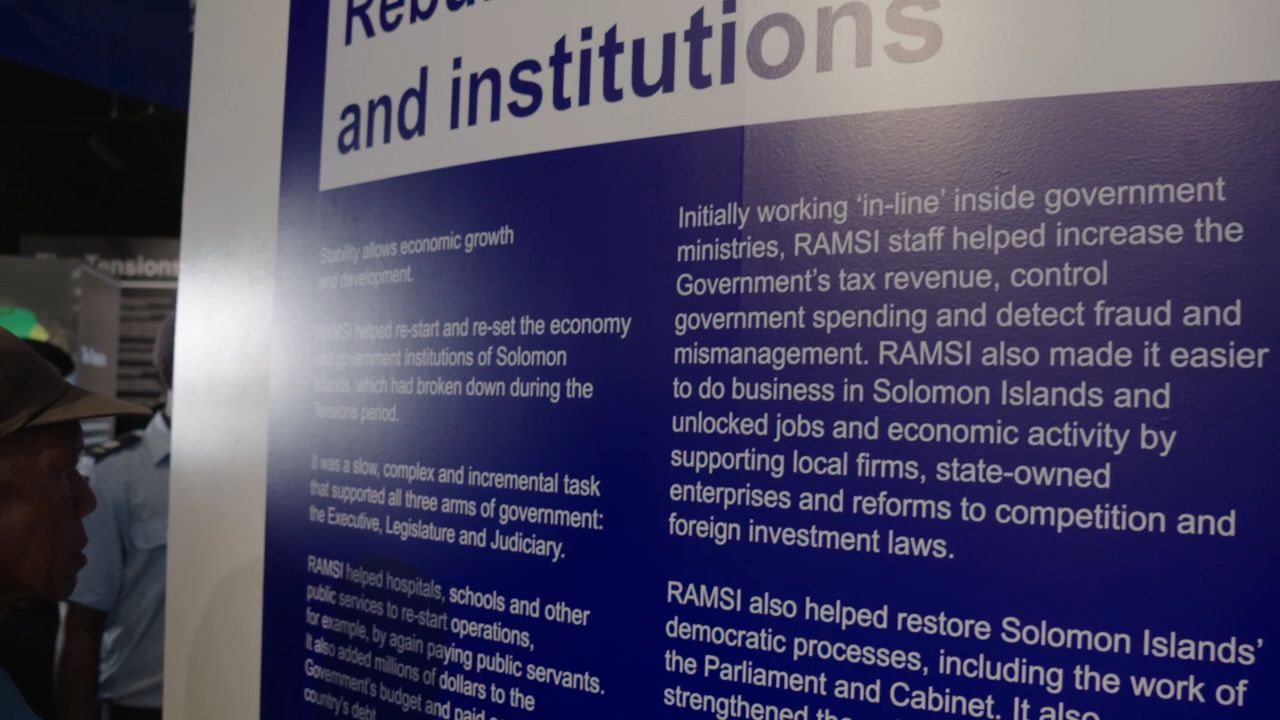 and institutions
Stability allows economic growth
and development.
RAMSI helped re-start and re-set the economy
and government institutions of Solomon
Islands, which had broken down during the
Tensions period.
It was a slow, complex and incremental task
that supported all three arms of government:
the Executive, Legislature and Judiciary.
RAMSI helped hospitals, schools and other
public services to re-start operations,
for example, by again paying public servants.
It also added millions of dollars to the
Government's budget and paid
country's debt
Initially working ‘in-line’ inside government
ministries, RAMSI staff helped increase the
Government's tax revenue, control
government spending and detect fraud and
mismanagement. RAMSI also made it easier
to do business in Solomon Islands and
unlocked jobs and economic activity by
supporting local firms, state-owned
enterprises and reforms to competition and
foreign investment laws.
RAMSI also helped restore Solomon Islands'
democratic processes, including the work of
the Parliament and Cabinet. It also
strengthened
Tensions